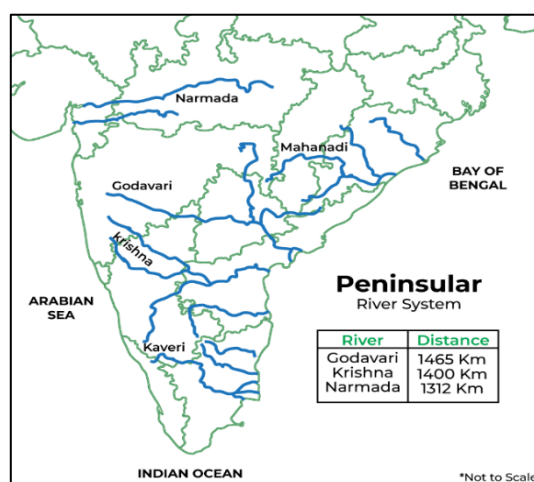 Narmada
Mahanadi
BAY OF
BENGAL
Godavari
Krishna
Peninsular
River System
ARABIAN
SEA
River Distance
Godavari 1465 Km
Krishna 1400 Km
Narmada 1312 Km
Kaveri
INDIAN OCEAN
*Not to Scale